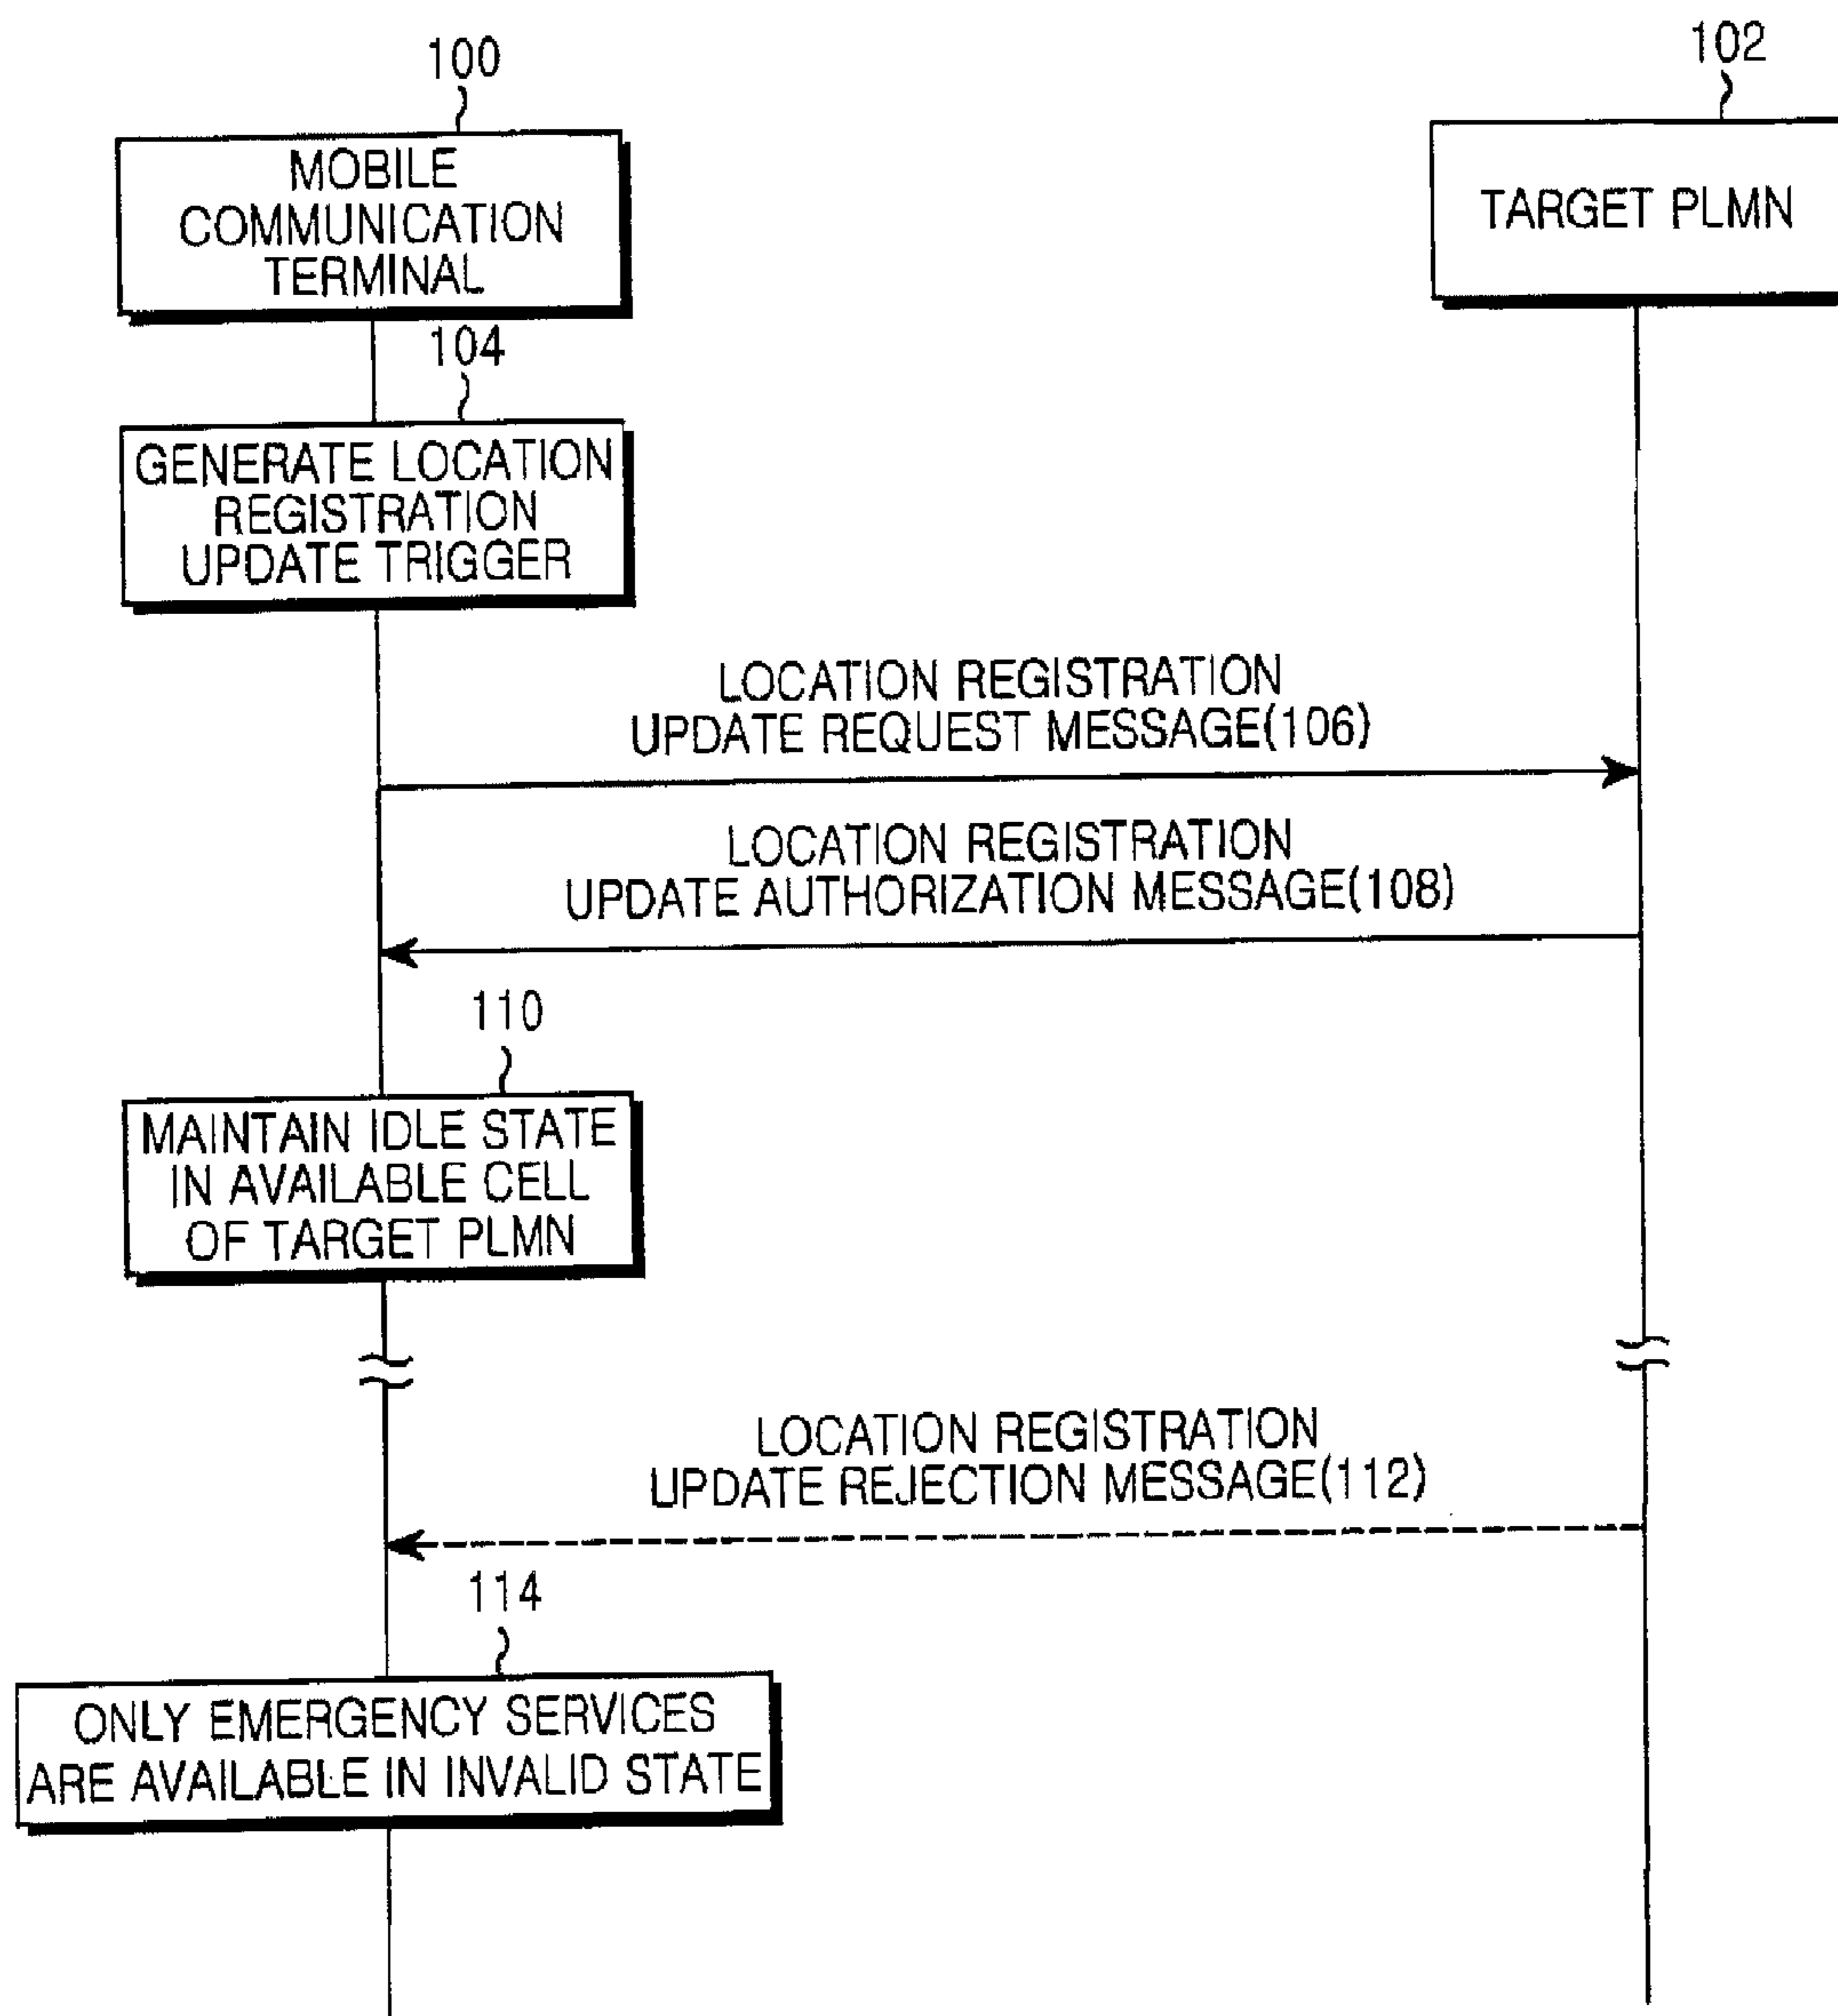 100
102
MOBILE
COMMUNICATION
TERMINAL
TARGET PLMN
104
GENERATE LOCATION
REGISTRATION
UPDATE TRIGGER
LOCATION REGISTRATION
UPDATE REQUEST MESSAGE(106)
LOCATION REGISTRATION
UPDATE AUTHORIZATION MESSAGE(108)
110
MAINTAIN IDLE STATE
IN AVAILABLE CELL
OF TARGET PLMN
LOCATION REGISTRATION
UPDATE REJECTION MESSAGE(112)
114
ONLY EMERGENCY SERVICES
ARE AVAILABLE IN INVALID STATE